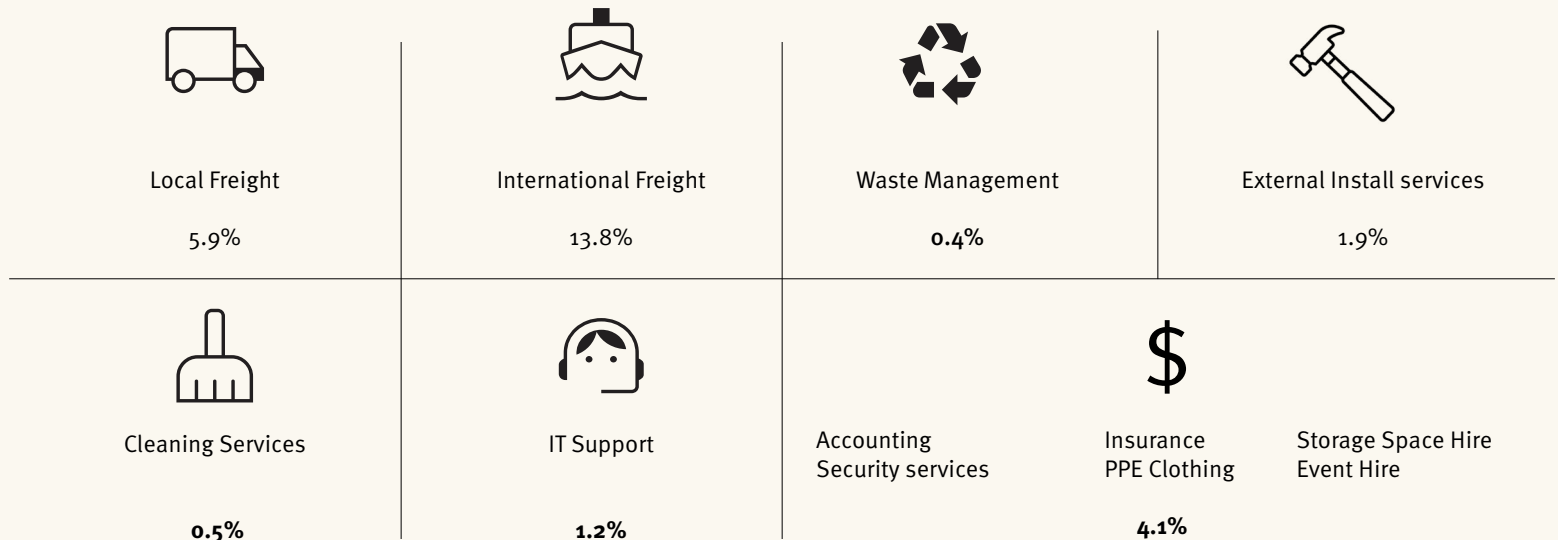 Local Freight
International Freight
Waste Management
External Install services
5.9%
13.8%
0.4%
1.9%
$
Cleaning Services
IT Support
Accounting
Security services
Insurance
PPE Clothing
Storage Space Hire
Event Hire
0.5%
1.2%
4.1%